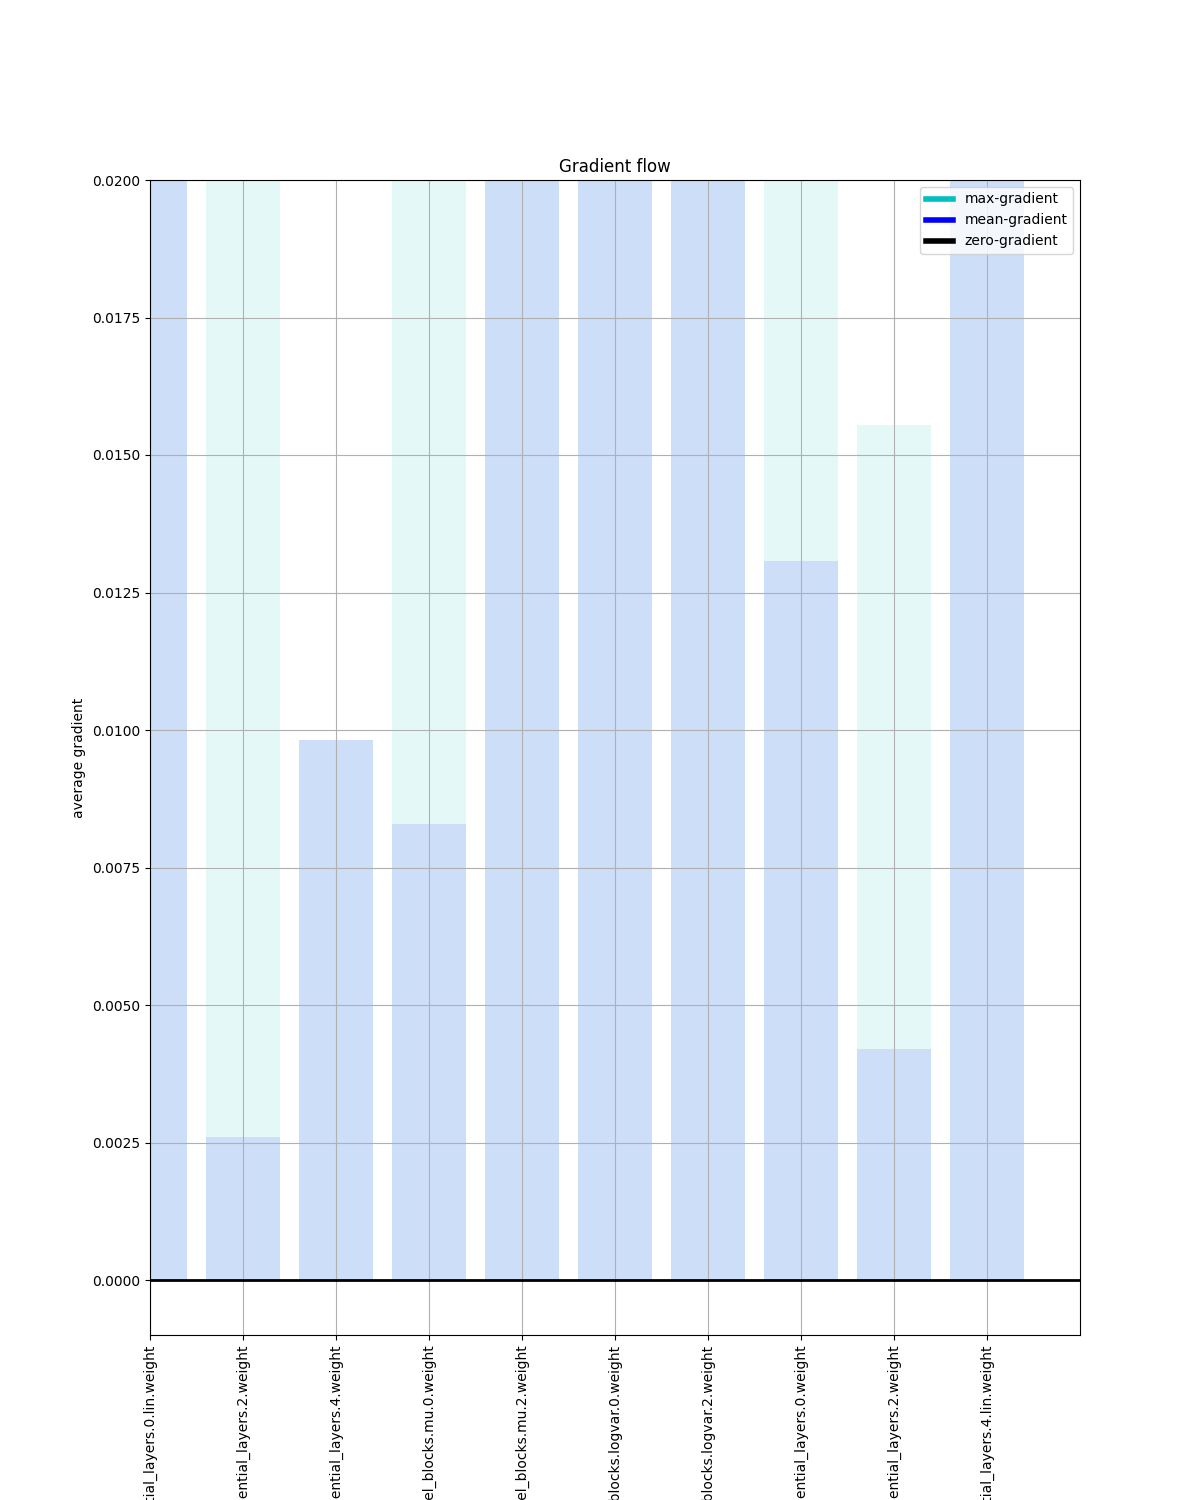 Gradient flow
max-gradient
mean-gradient
zero-gradient
0.0200
0.0175
0.0150
0.0125
0.0100
0.0075
0.0050
0.0025
0.0000
average gradient
tial_layers.0.lin.weight
ential_layers.2.weight
ential_layers.4.weight
el_blocks.mu.0.weight
el_blocks.mu.2.weight
blocks.logvar.0.weight
blocks.logvar.2.weight
ential_layers.0.weight
ential_layers.2.weight
tial_layers.4.lin.weight